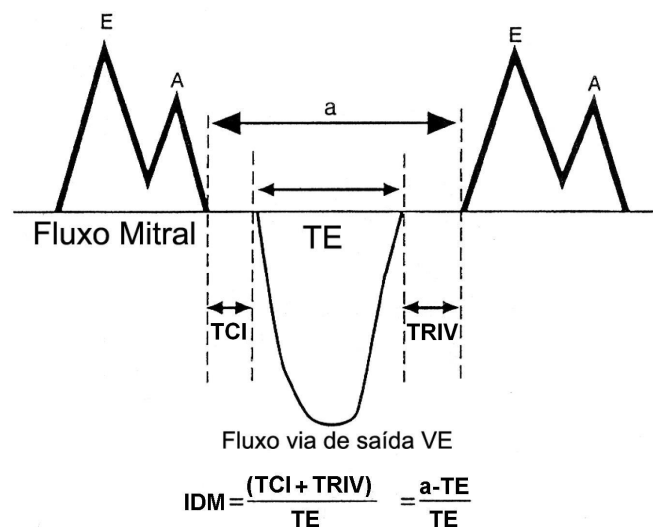 E
E
A
A
a
Fluxo Mitral
TE
TCI
TRIV
Fluxo via de saída VE
IDM = (TCI + TRIV) / TE = a-TE / TE